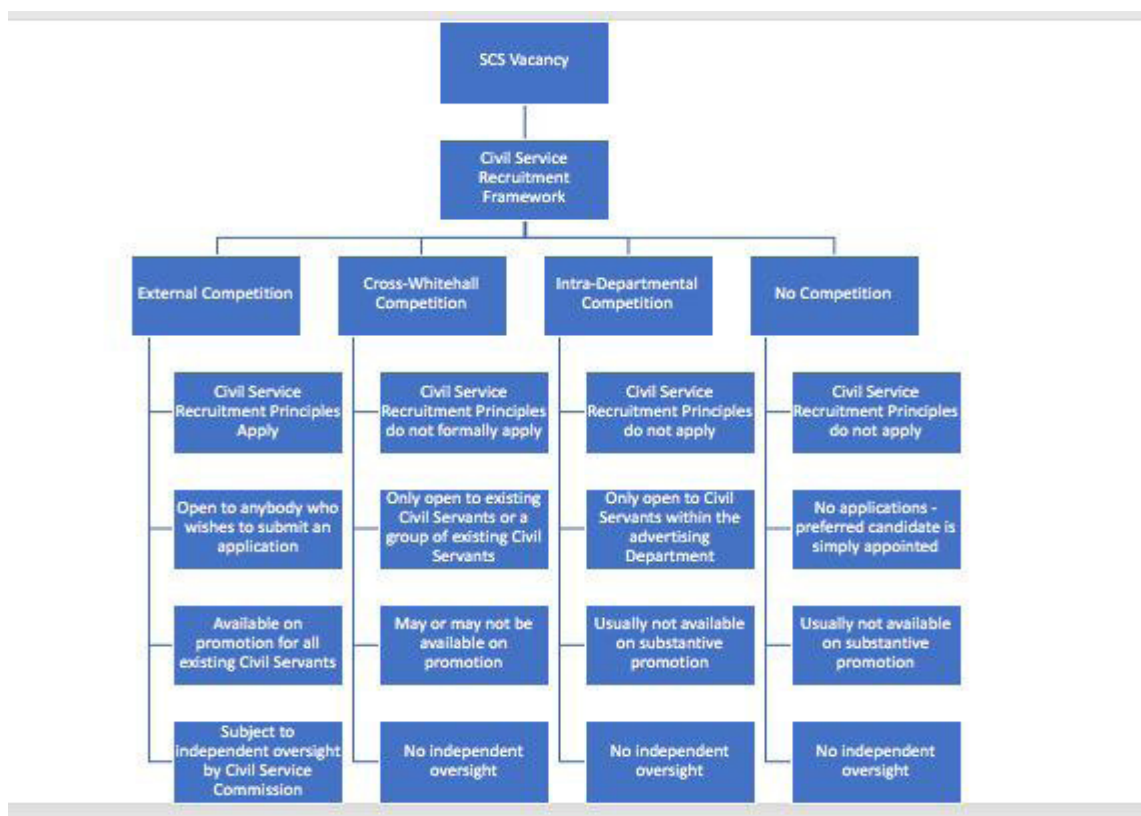 SCS Vacancy
Civil Service
Recruitment
Framework
External Competition
Cross-Whitehall
Competition
Intra-Departmental
Competition
No Competition
Civil Service
Recruitment Principles
Apply
Civil Service
Recruitment Principles
do not formally apply
Civil Service
Recruitment Principles
do not apply
Civil Service
Recruitment Principles
do not apply
Open to anybody who
wishes to submit an
application
Only open to existing
Civil Servants or a
group of existing Civil
Servants
Only open to Civil
Servants within the
advertising
Department
No applications -
preferred candidate is
simply appointed
Available on
promotion for all
existing Civil Servants
May or may not be
available on
promotion
Usually not available
on substantive
promotion
Usually not available
on substantive
promotion
Subject to
independent oversight
by Civil Service
Commission
No independent
oversight
No independent
oversight
No independent
oversight